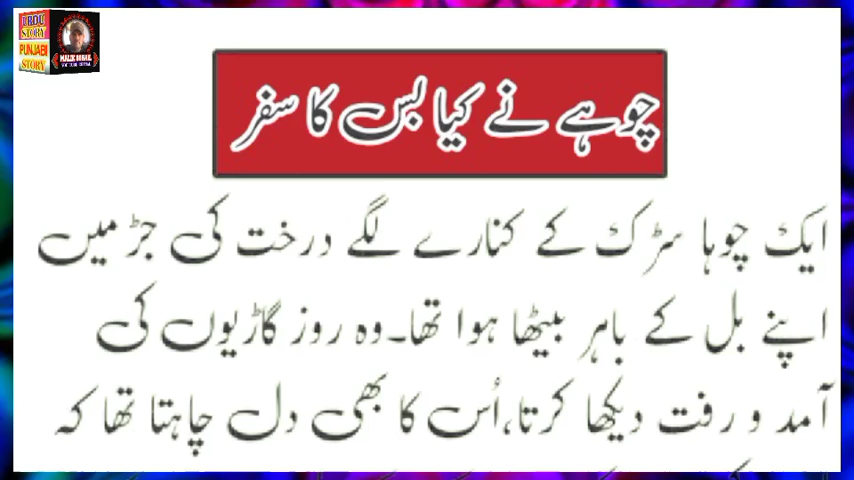 URDU
STORY
PUNJABI
STORY
MALIK SOHAIL
چوہے نے کیا بس کا سفر
ایک چوہا سڑک کے کنارے لگے درخت کی جڑ میں
اپنے بل کے باہر بیٹھا ہوا تھا۔وہ روز گاڑیوں کی
آمد و رفت دیکھا کرتا،اُس کا بھی دل چاہتا تھا کہ